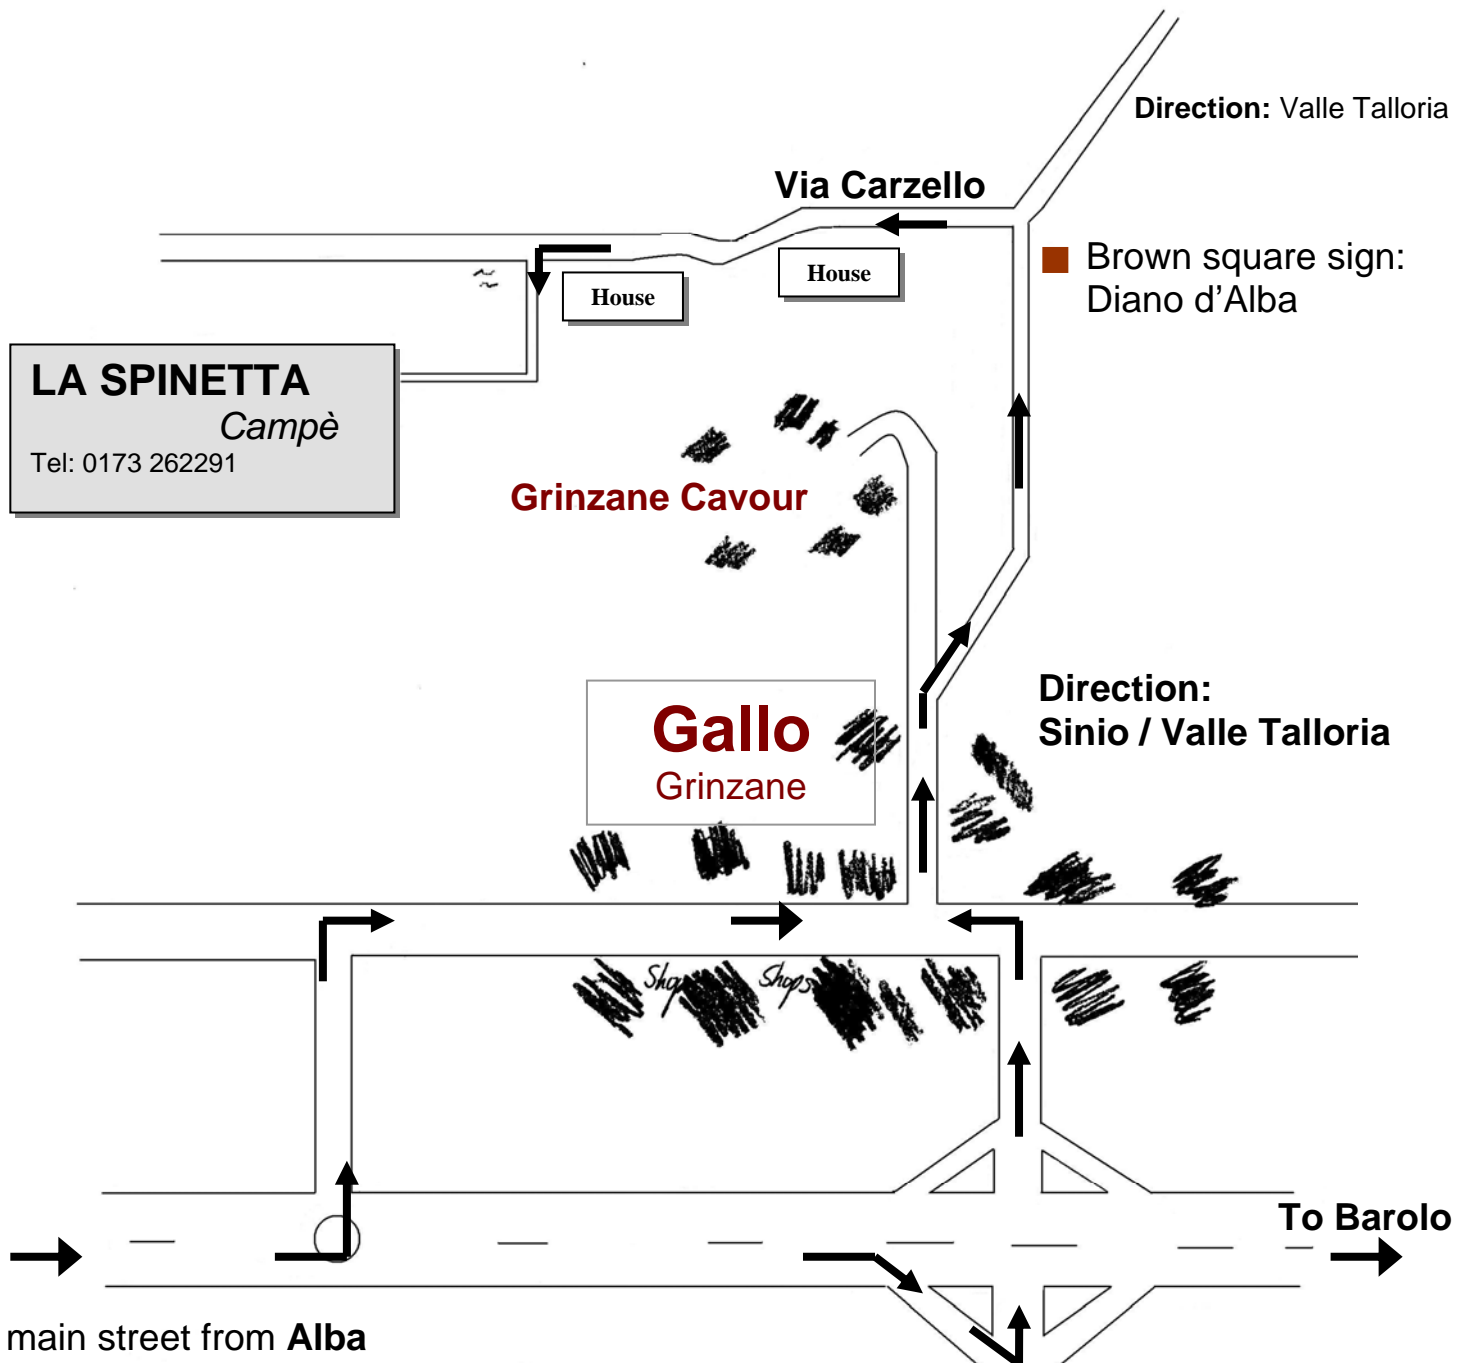 Direction: Valle Talloria
Via Carzello
Brown square sign:
Diano d'Alba
House
House
LA SPINETTA
Campè
Tel: 0173 262291
Grinzane Cavour
Direction:
Sinio / Valle Talloria
Gallo
Grinzane
Shops
To Barolo
main street from Alba